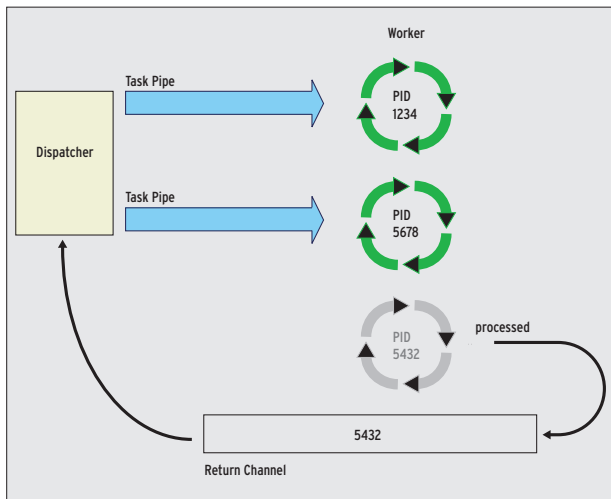 Worker
Task Pipe
PID
1234
Dispatcher
Task Pipe
PID
5678
processed
PID
5432
5432
Return Channel